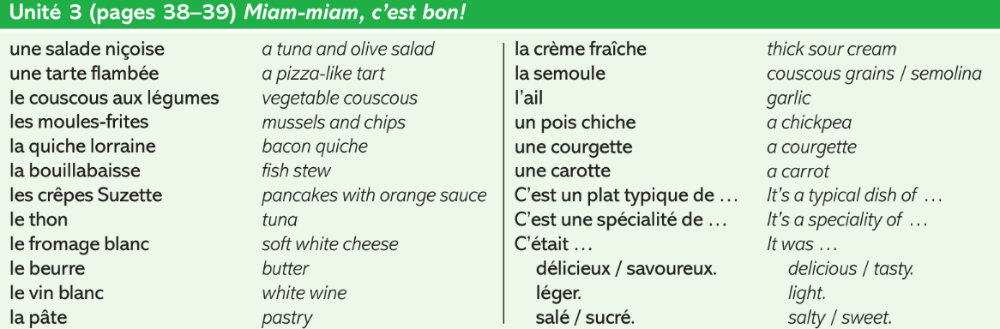 Unité 3 (pages 38–39) Miam-miam, c'est bon!
une salade niçoise a tuna and olive salad
une tarte flambée a pizza-like tart
le couscous aux légumes vegetable couscous
les moules-frites mussels and chips
la quiche lorraine bacon quiche
la bouillabaisse fish stew
les crêpes Suzette pancakes with orange sauce
le thon tuna
le fromage blanc soft white cheese
le beurre butter
le vin blanc white wine
la pâte pastry
la crème fraîche thick sour cream
la semoule couscous grains / semolina
l'ail garlic
un pois chiche a chickpea
une courgette a courgette
une carotte a carrot
C'est un plat typique de … It's a typical dish of …
C'est une spécialité de … It's a speciality of …
C'était … It was …
délicieux / savoureux. delicious / tasty.
léger. light.
salé / sucré. salty / sweet.